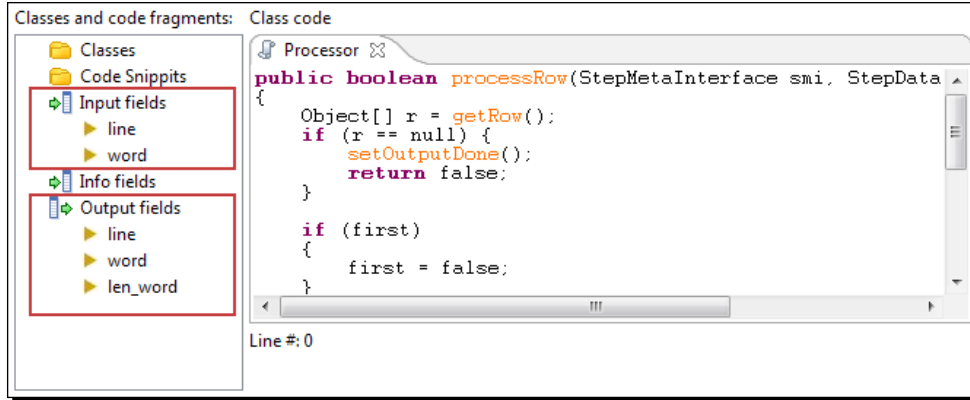 Classes and code fragments:
Classes
Code Snippits
Input fields
line
word
Info fields
Output fields
line
word
len_word
Class code
Processor
public boolean processRow(StepMetaInterface smi, StepData
{
Object[] r = getRow();
if (r == null) {
setOutputDone();
return false;
}
if (first)
{
first = false;
}
Line #: 0